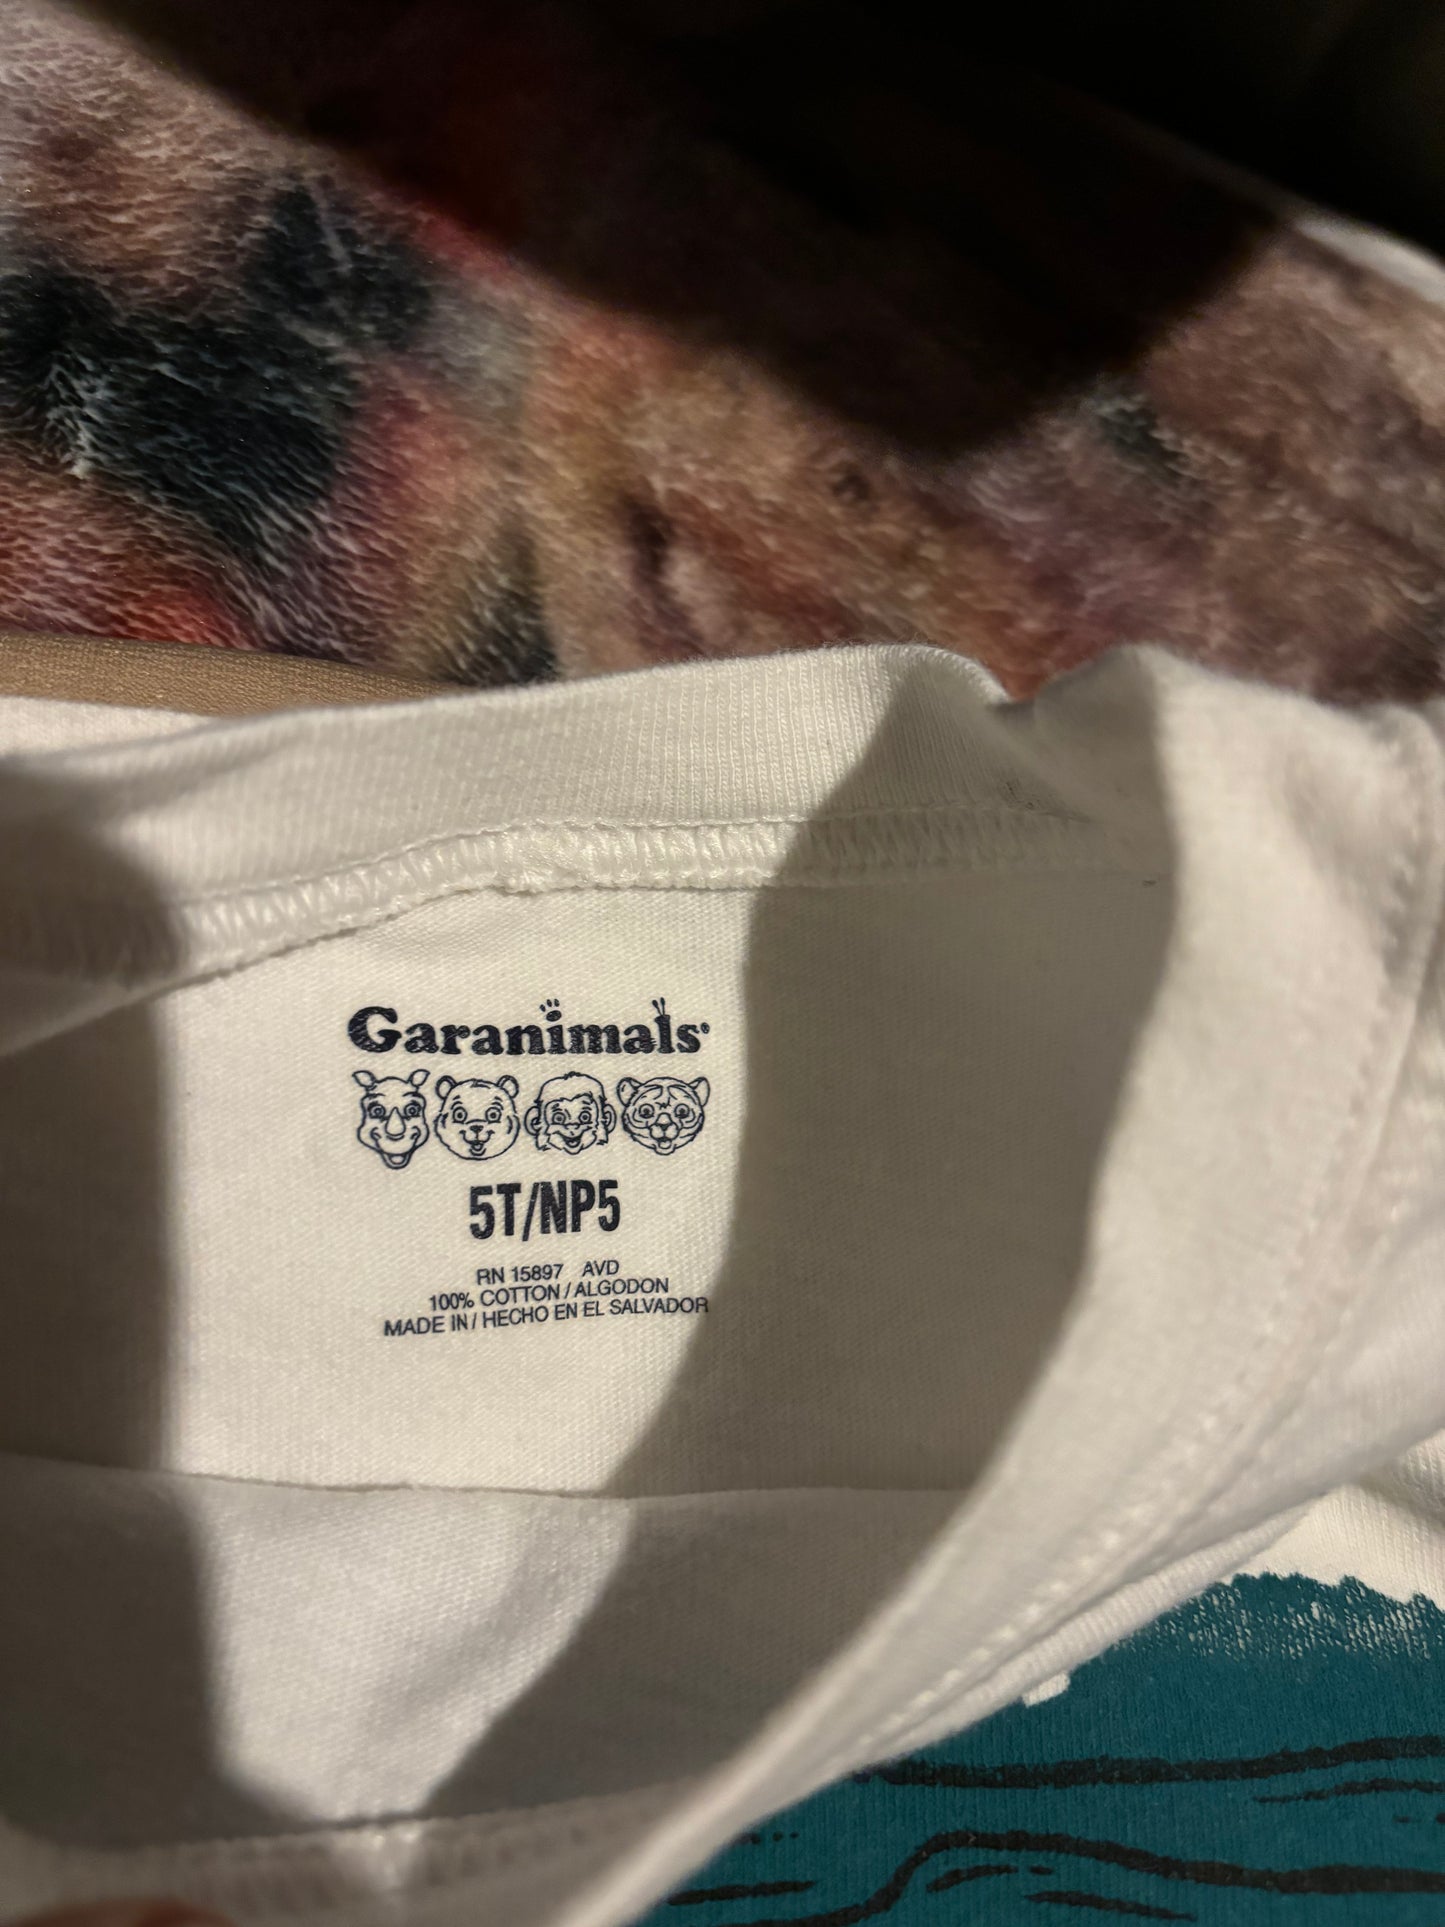 Garanimals®
5T/NP5
RN 15897 AVD
100% COTTON / ALGODON
MADE IN / HECHO EN EL SALVADOR